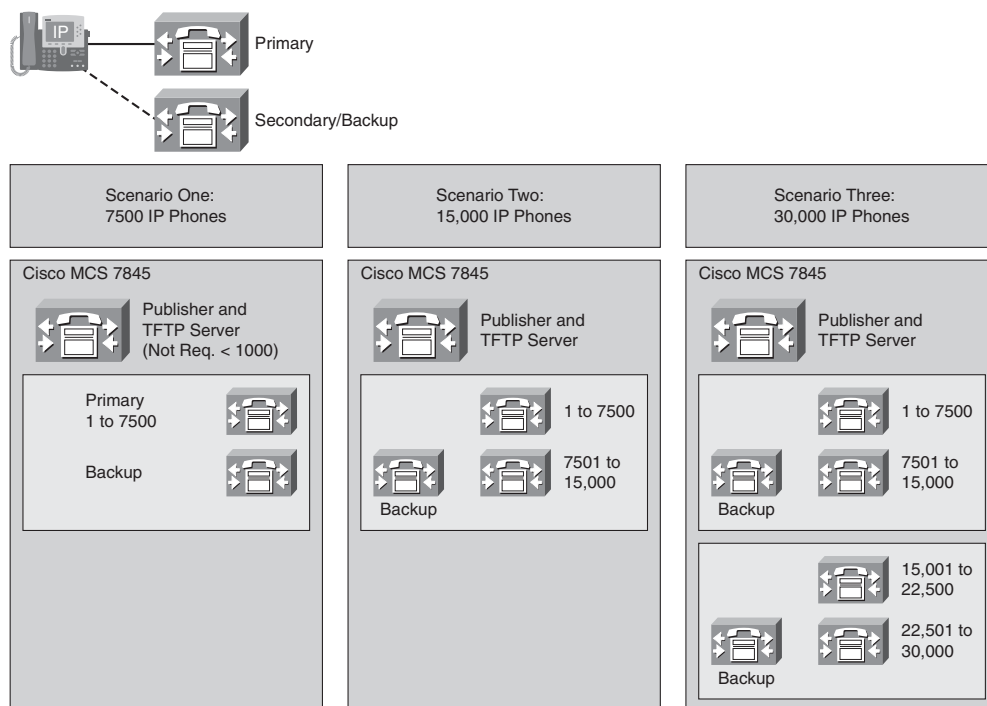 IP
Primary
Secondary/Backup
Scenario One:
7500 IP Phones
Scenario Two:
15,000 IP Phones
Scenario Three:
30,000 IP Phones
Cisco MCS 7845
Publisher and
TFTP Server
(Not Req. < 1000)
Primary
1 to 7500
Backup
Cisco MCS 7845
Publisher and
TFTP Server
1 to 7500
7501 to
15,000
Backup
Cisco MCS 7845
Publisher and
TFTP Server
1 to 7500
7501 to
15,000
Backup
15,001 to
22,500
22,501 to
30,000
Backup